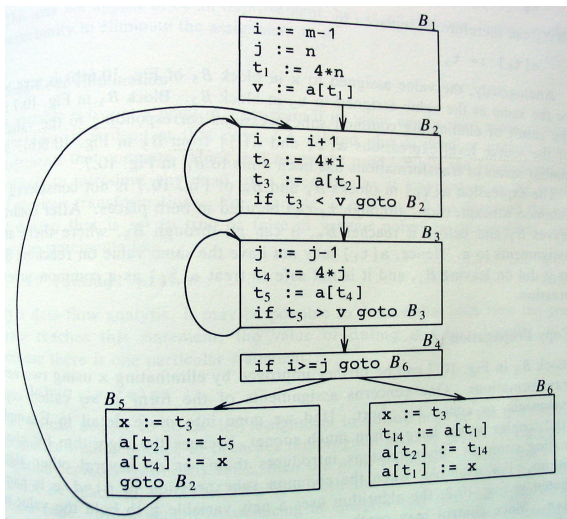 B₁
i := m-1
j := n
t₁ := 4*n
v := a[t₁]
B₂
i := i+1
t₂ := 4*i
t₃ := a[t₂]
if t₃ < v goto B₂
B₃
j := j-1
t₄ := 4*j
t₅ := a[t₄]
if t₅ > v goto B₃
B₄
if i>=j goto B₆
B₅
x := t₃
a[t₂] := t₅
a[t₄] := x
goto B₂
B₆
x := t₃
t₁₄ := a[t₁]
a[t₂] := t₁₄
a[t₁] := x